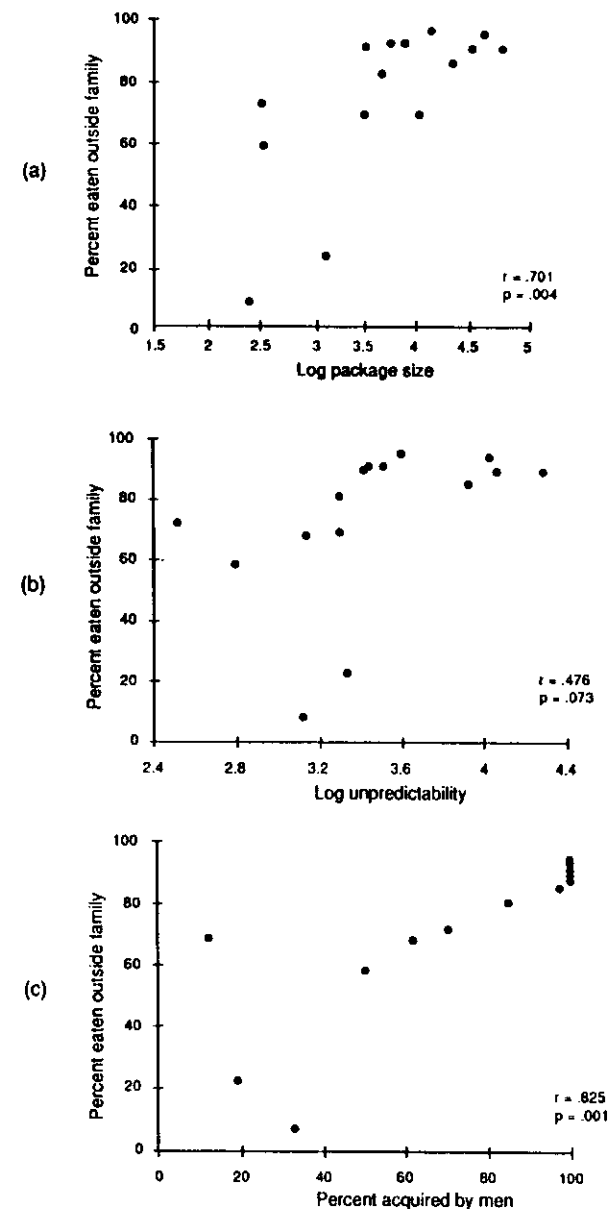 (a)
Percent eaten outside family
100
80
60
40
20
0
1.5 2 2.5 3 3.5 4 4.5 5
Log package size
r = .701
p = .004
(b)
Percent eaten outside family
100
80
60
40
20
0
2.4 2.8 3.2 3.6 4 4.4
Log unpredictability
r = .476
p = .073
(c)
Percent eaten outside family
100
80
60
40
20
0
0 20 40 60 80 100
Percent acquired by men
r = .825
p = .001